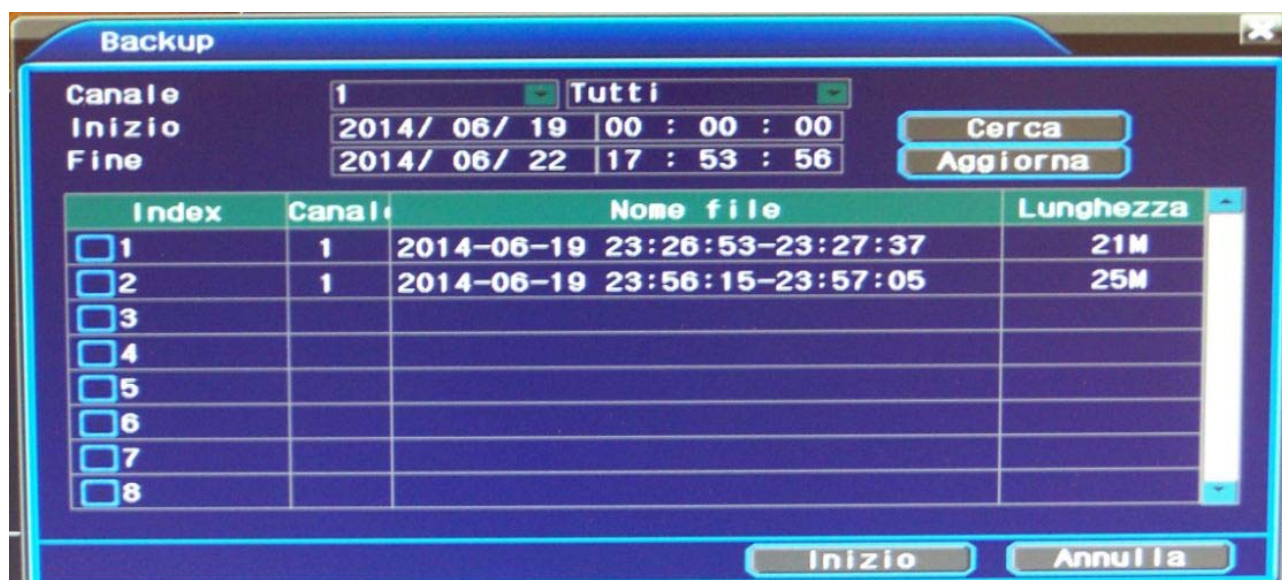 Backup
Canale 1 Tutti
Inizio 2014/ 06/ 19 00 : 00 : 00 Cerca
Fine 2014/ 06/ 22 17 : 53 : 56 Aggiorna
Index Canale Nome file Lunghezza
1 1 2014-06-19 23:26:53-23:27:37 21M
2 1 2014-06-19 23:56:15-23:57:05 25M
3
4
5
6
7
8
Inizio Annulla